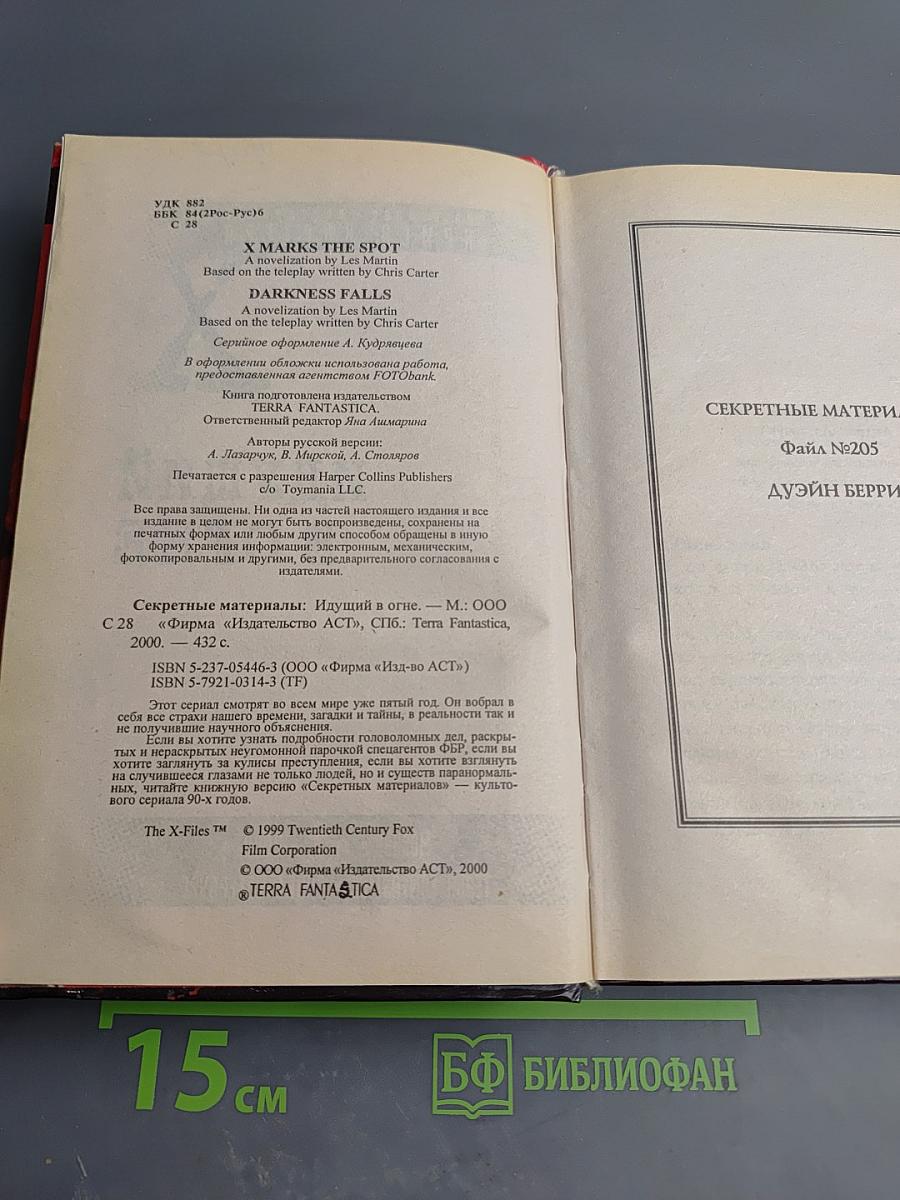 УДК 882
ББК 84(2Рос-Рус)6
С 28
X MARKS THE SPOT
A novelization by Les Martin
Based on the teleplay written by Chris Carter
DARKNESS FALLS
A novelization by Les Martin
Based on the teleplay written by Chris Carter
Серийное оформление А. Кудрявцева
В оформлении обложки использована работа,
предоставленная агентством FOTObank.
Книга подготовлена издательством
TERRA FANTASTICA.
Ответственный редактор Яна Ашмарина
Авторы русской версии:
А. Лазарчук, В. Мирской, А. Столяров
Печатается с разрешения Harper Collins Publishers
c/o Toymania LLC.
Все права защищены. Ни одна из частей настоящего издания и все
издание в целом не могут быть воспроизведены, сохранены на
печатных формах или любым другим способом обращены в иную
форму хранения информации: электронным, механическим,
фотокопировальным и другими, без предварительного согласования с
издателями.
Секретные материалы: Идущий в огне. — М.: ООО
С 28 «Фирма «Издательство АСТ», СПб.: Terra Fantastica,
2000. — 432 с.
ISBN 5-237-05446-3 (ООО «Фирма «Изд-во АСТ»)
ISBN 5-7921-0314-3 (TF)
Этот сериал смотрят во всем мире уже пятый год. Он вобрал в
себя все страхи нашего времени, загадки и тайны, в реальности так и
не получившие научного объяснения.
Если вы хотите узнать подробности головоломных дел, раскры-
тых и нераскрытых неугомонной парочкой спецагентов ФБР, если вы
хотите заглянуть за кулисы преступления, если вы хотите взглянуть
на случившееся глазами не только людей, но и существ паранормаль-
ных, читайте книжную версию «Секретных материалов» — культо-
вого сериала 90-х годов.
The X-Files ™ © 1999 Twentieth Century Fox
Film Corporation
© ООО «Фирма «Издательство АСТ», 2000
® TERRA FANTASTICA
СЕКРЕТНЫЕ МАТЕРИА
Файл №205
ДУЭЙН БЕРРИ
15 см
БФ БИБЛИОФАН